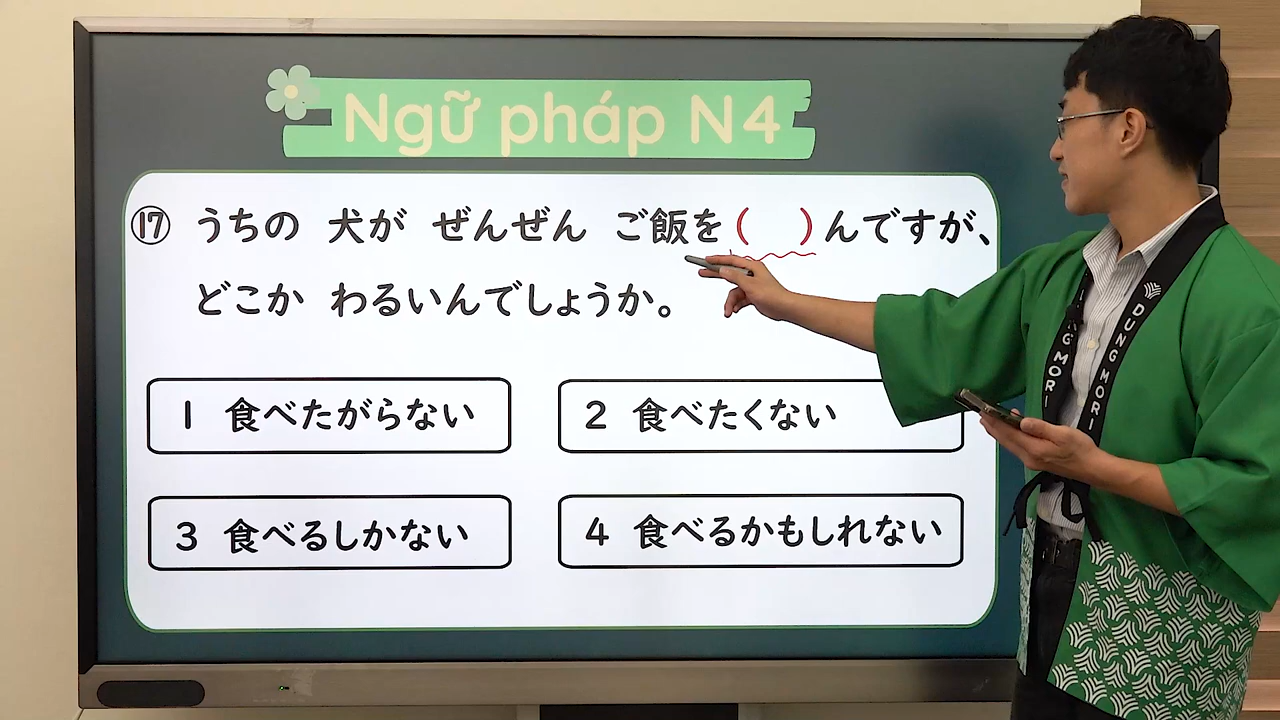 Ngữ pháp N4
⑰ うちの 犬が ぜんぜん ご飯を( )んですが、
どこか わるいんでしょうか。
1 食べたがらない
2 食べたくない
3 食べるしかない
4 食べるかもしれない
DUNG MORI
NG MORI